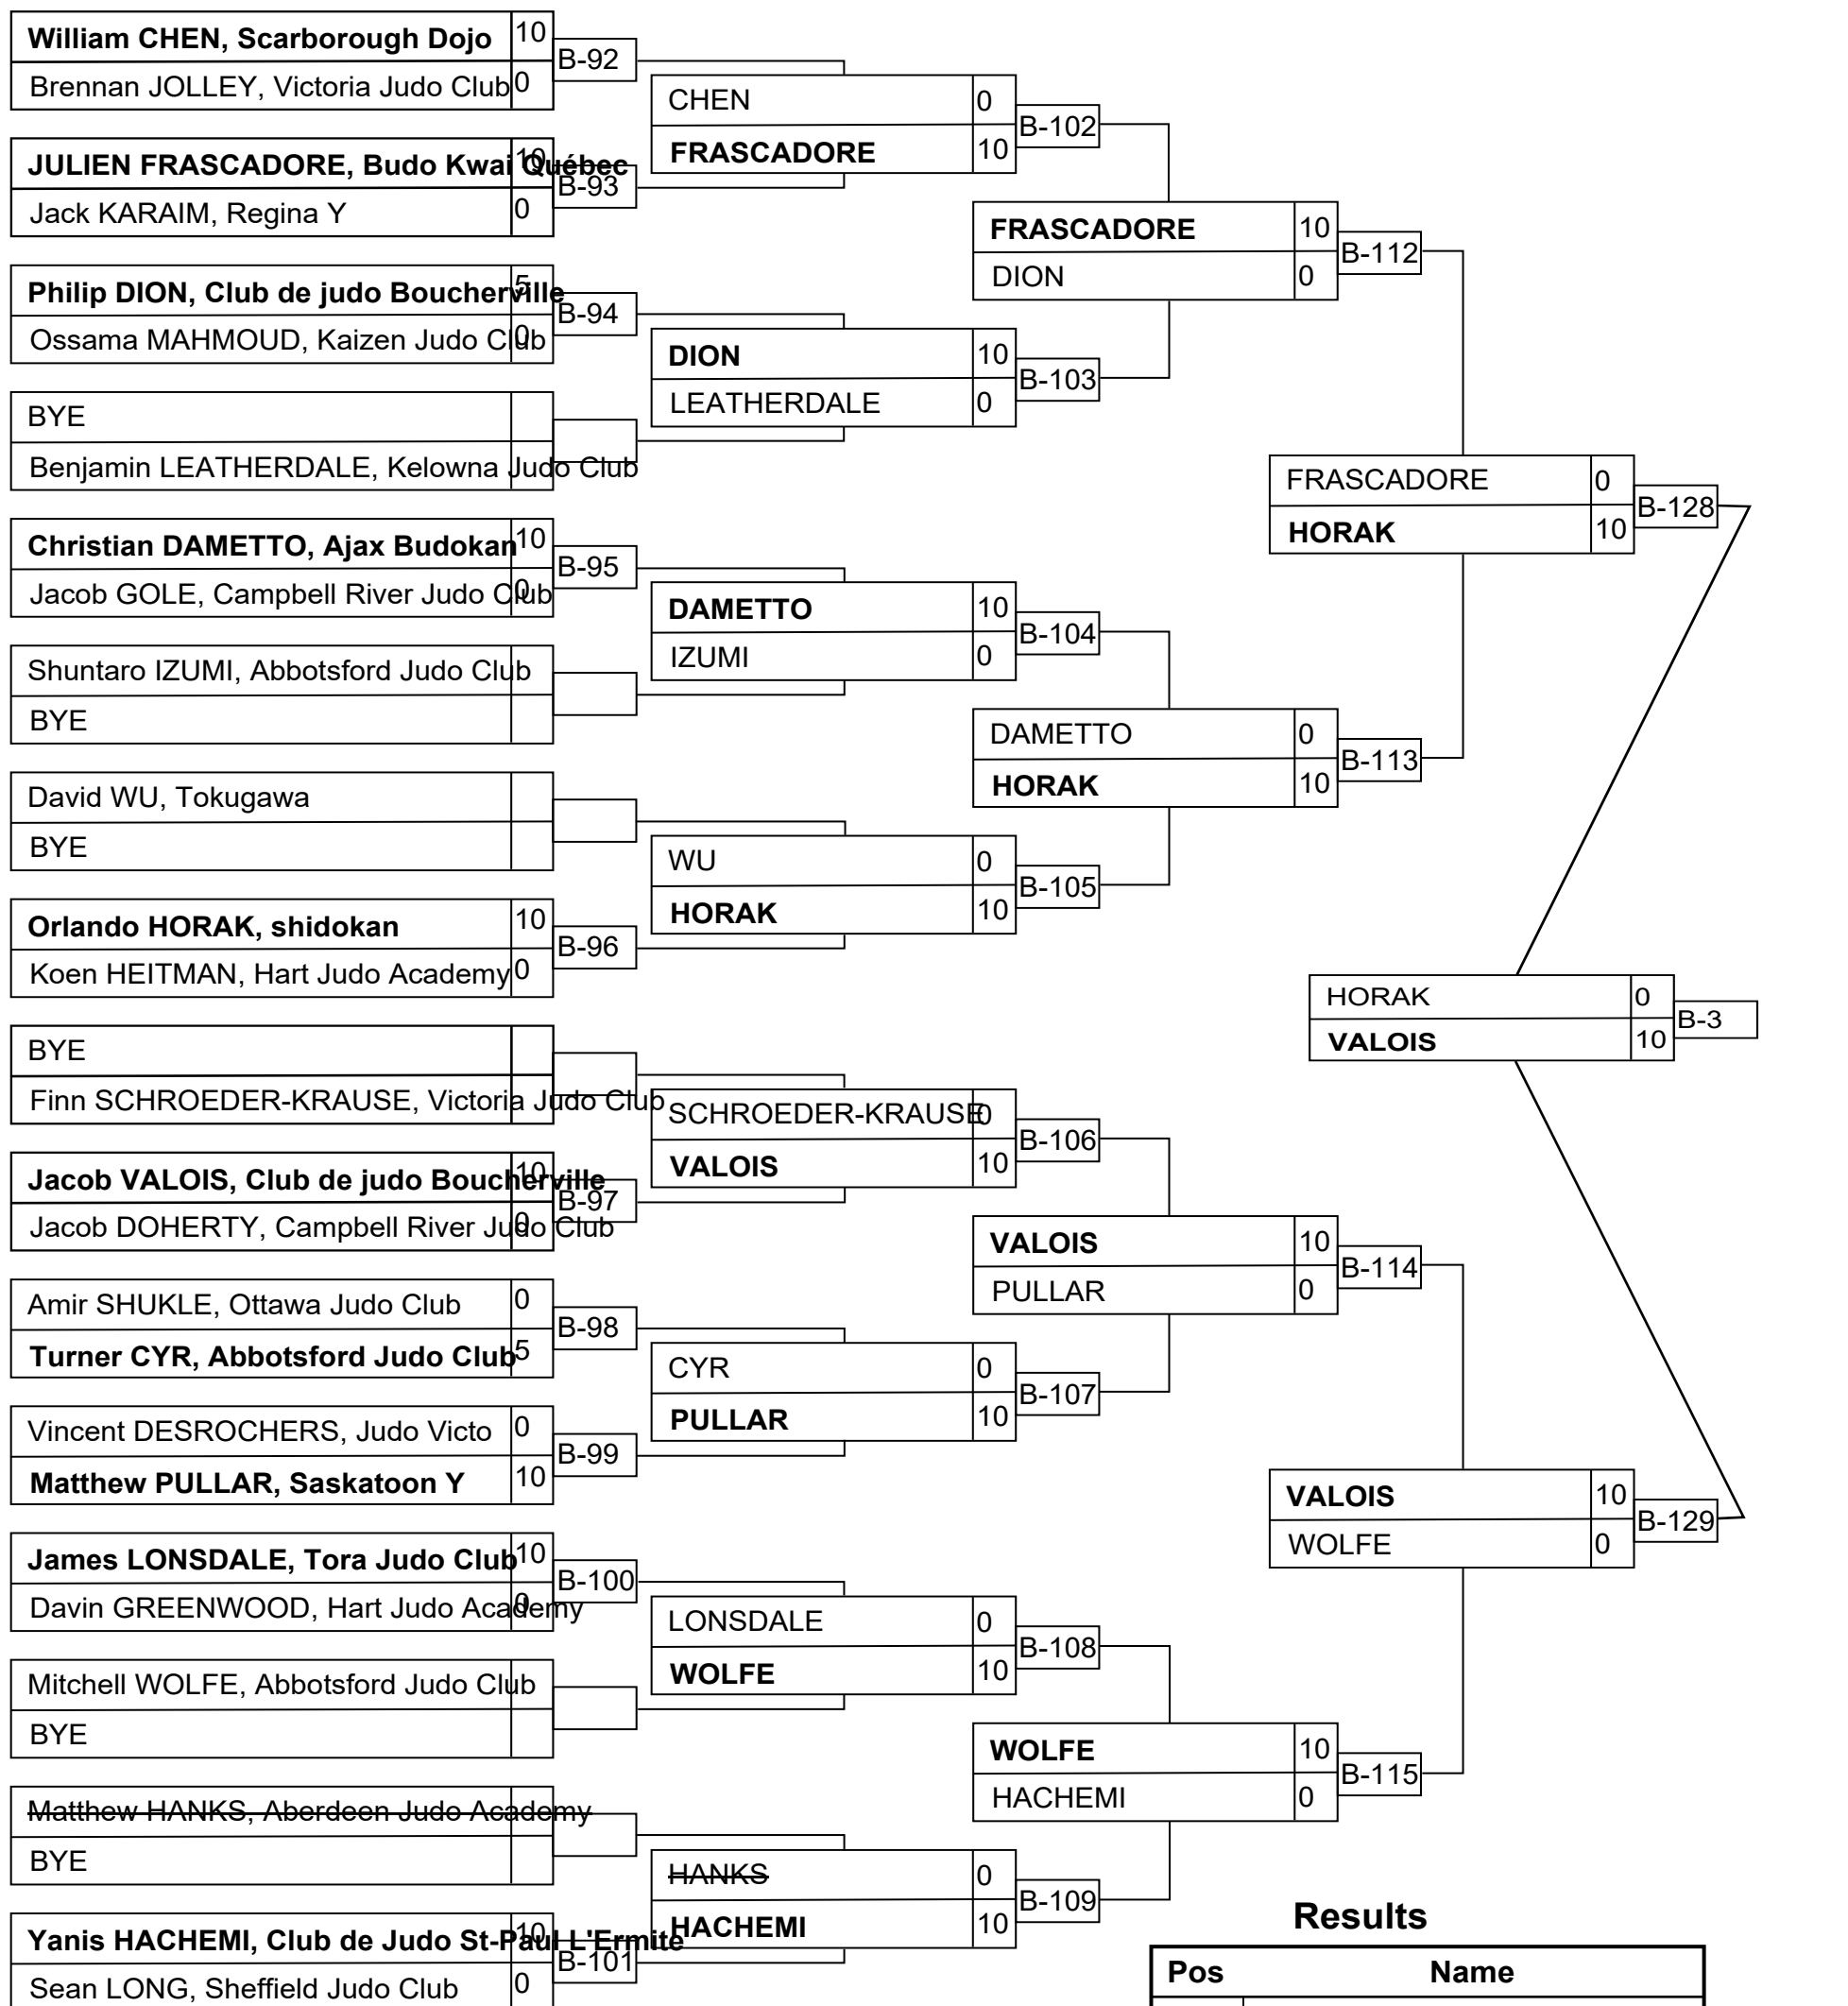 William CHEN, Scarborough Dojo 10
Brennan JOLLEY, Victoria Judo Club 0
B-92
JULIEN FRASCADORE, Budo Kwai Québec 10
Jack KARAIM, Regina Y 0
B-93
Philip DION, Club de judo Boucherville 5
Ossama MAHMOUD, Kaizen Judo Club 0
B-94
BYE
Benjamin LEATHERDALE, Kelowna Judo Club
Christian DAMETTO, Ajax Budokan 10
Jacob GOLE, Campbell River Judo Club 0
B-95
Shuntaro IZUMI, Abbotsford Judo Club
BYE
David WU, Tokugawa
BYE
Orlando HORAK, shidokan 10
Koen HEITMAN, Hart Judo Academy 0
B-96
BYE
Finn SCHROEDER-KRAUSE, Victoria Judo Club
Jacob VALOIS, Club de judo Boucherville 10
Jacob DOHERTY, Campbell River Judo Club 0
B-97
Amir SHUKLE, Ottawa Judo Club 0
Turner CYR, Abbotsford Judo Club 5
B-98
Vincent DESROCHERS, Judo Victo 0
Matthew PULLAR, Saskatoon Y 10
B-99
James LONSDALE, Tora Judo Club 10
Davin GREENWOOD, Hart Judo Academy 0
B-100
Mitchell WOLFE, Abbotsford Judo Club
BYE
Matthew HANKS, Aberdeen Judo Academy
BYE
Yanis HACHEMI, Club de Judo St-Paul L'Ermite 10
Sean LONG, Sheffield Judo Club 0
B-101
CHEN 0
FRASCADORE 10
B-102
DION 10
LEATHERDALE 0
B-103
DAMETTO 10
IZUMI 0
B-104
WU 0
HORAK 10
B-105
SCHROEDER-KRAUSE 0
VALOIS 10
B-106
CYR 0
PULLAR 10
B-107
LONSDALE 0
WOLFE 10
B-108
HANKS 0
HACHEMI 10
B-109
FRASCADORE 10
DION 0
B-112
DAMETTO 0
HORAK 10
B-113
VALOIS 10
PULLAR 0
B-114
WOLFE 10
HACHEMI 0
B-115
FRASCADORE 0
HORAK 10
B-128
VALOIS 10
WOLFE 0
B-129
HORAK 0
VALOIS 10
B-3
Results
Pos Name